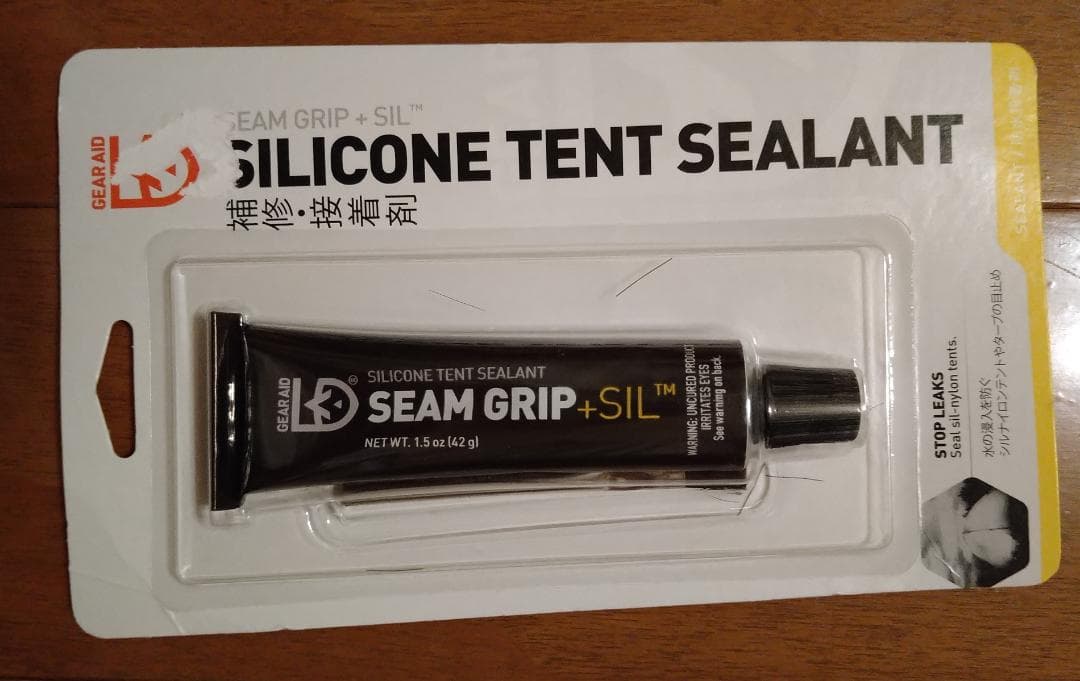 GEAR AID
SEAM GRIP + SIL™
SILICONE TENT SEALANT
補修・接着剤
GEAR AID
SILICONE TENT SEALANT
SEAM GRIP +SIL™
NET WT. 1.5 oz (42 g)
WARNING: UNCURED PRODUCT
IRRITATES EYES
See warning on back.
STOP LEAKS
Seal sil-nylon tents.
水の浸入を防ぐ
シルナイロンテントやタープの目止め
SEALANT /